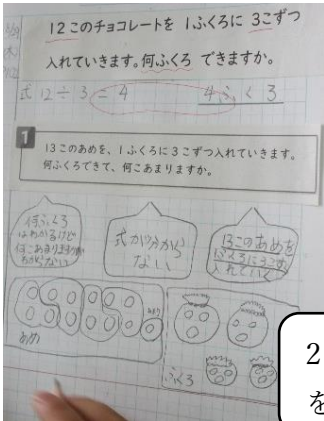 12このチョコレートを1ふくろに3こずつ
入れていきます。何ふくろできますか。
式 12÷3=4 4ふくろ
1
13このあめを、1ふくろに3こずつ入れていきます。
何ふくろできて、何こあまりますか。
何ふくろ
はわかるけど
何こあまりますかが
わからない
式が分から
ない
13このあめを
1ふくろに3こずつ
入れていく
あめ
ふくろ
2
を